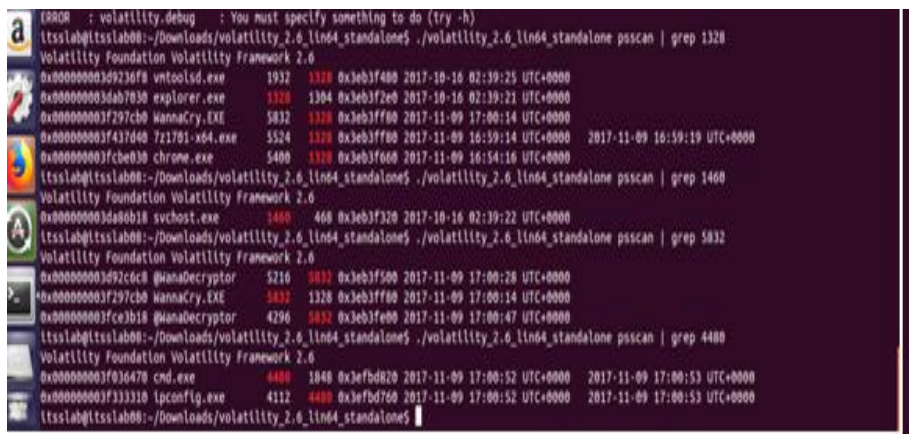 ERROR : volatility.debug : You must specify something to do (try -h)
itsslab@itsslab08:~/Downloads/volatility_2.6_lin64_standalone$ ./volatility_2.6_lin64_standalone psscan | grep 1328
Volatility Foundation Volatility Framework 2.6
0x000000003d9236f8 vmtoolsd.exe 1932 1328 0x3eb3f480 2017-10-16 02:39:25 UTC+0000
0x000000003dab7030 explorer.exe 1328 1304 0x3eb3f2e0 2017-10-16 02:39:21 UTC+0000
0x000000003f297cb0 WannaCry.EXE 5832 1328 0x3eb3ff80 2017-11-09 17:00:14 UTC+0000
0x000000003f437d40 7z1701-x64.exe 5524 1328 0x3eb3ff80 2017-11-09 16:59:14 UTC+0000 2017-11-09 16:59:19 UTC+0000
0x000000003fcbe030 chrome.exe 5400 1328 0x3eb3f660 2017-11-09 16:54:16 UTC+0000
itsslab@itsslab08:~/Downloads/volatility_2.6_lin64_standalone$ ./volatility_2.6_lin64_standalone psscan | grep 1460
Volatility Foundation Volatility Framework 2.6
0x000000003da86b18 svchost.exe 1460 468 0x3eb3f320 2017-10-16 02:39:22 UTC+0000
itsslab@itsslab08:~/Downloads/volatility_2.6_lin64_standalone$ ./volatility_2.6_lin64_standalone psscan | grep 5832
Volatility Foundation Volatility Framework 2.6
0x000000003d92c6c8 @WanaDecryptor 5216 5832 0x3eb3f500 2017-11-09 17:00:28 UTC+0000
0x000000003f297cb0 WannaCry.EXE 5832 1328 0x3eb3ff80 2017-11-09 17:00:14 UTC+0000
0x000000003fce3b18 @WanaDecryptor 4296 5832 0x3eb3fe00 2017-11-09 17:00:47 UTC+0000
itsslab@itsslab08:~/Downloads/volatility_2.6_lin64_standalone$ ./volatility_2.6_lin64_standalone psscan | grep 4480
Volatility Foundation Volatility Framework 2.6
0x000000003f036470 cmd.exe 4480 1848 0x3efbd820 2017-11-09 17:00:52 UTC+0000 2017-11-09 17:00:53 UTC+0000
0x000000003f333310 ipconfig.exe 4112 4480 0x3efbd760 2017-11-09 17:00:52 UTC+0000 2017-11-09 17:00:53 UTC+0000
itsslab@itsslab08:~/Downloads/volatility_2.6_lin64_standalone$